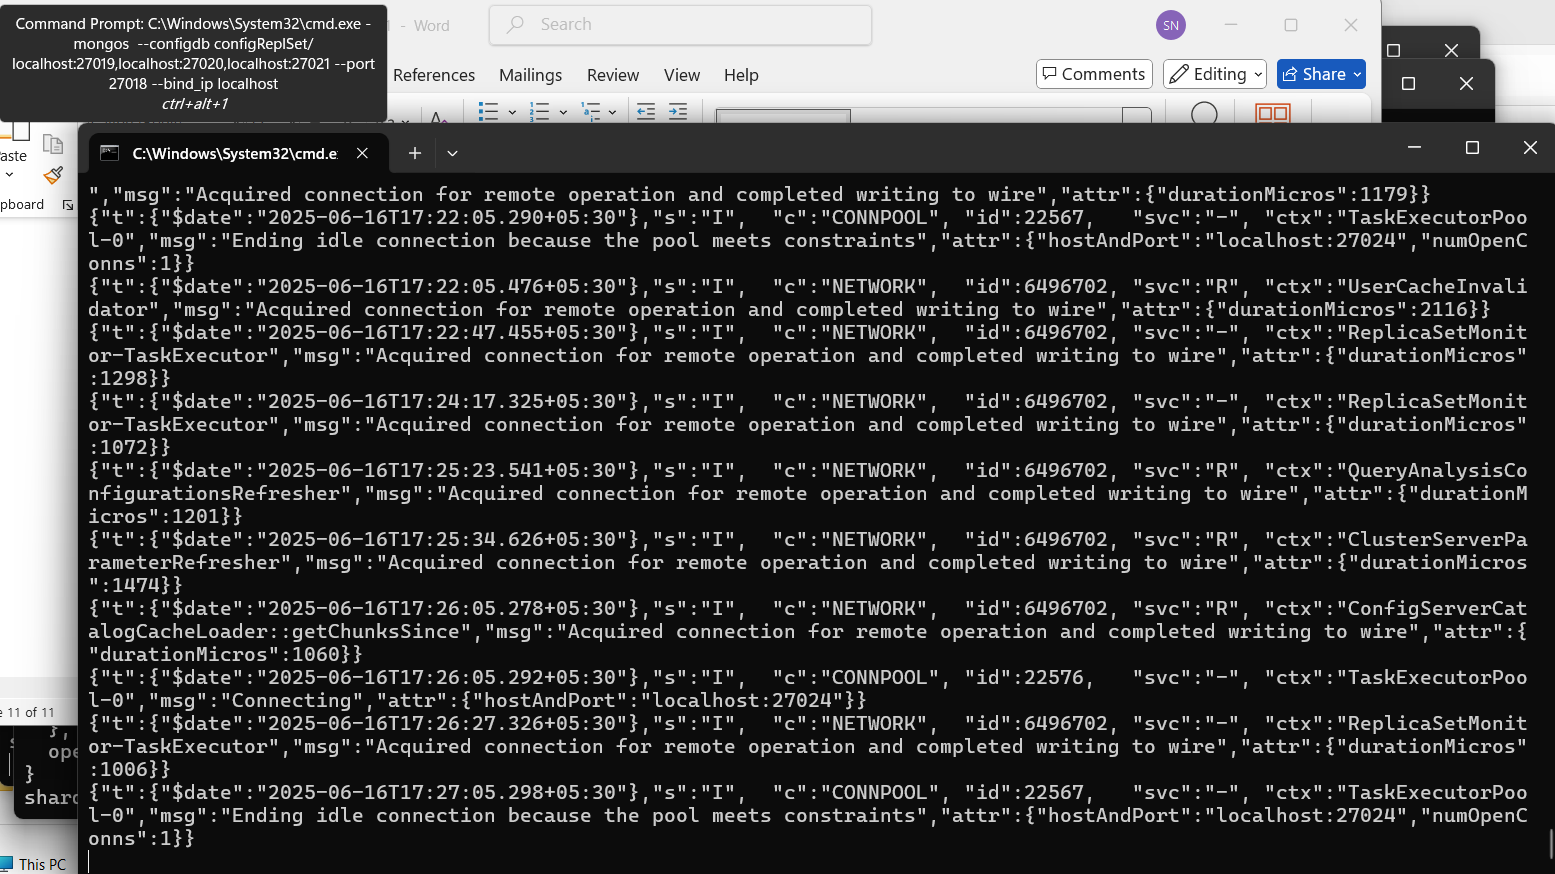 Command Prompt: C:\Windows\System32\cmd.exe -
mongos  --configdb configReplSet/
localhost:27019,localhost:27020,localhost:27021 --port
27018 --bind_ip localhost
ctrl+alt+1
- Word
Search
SN
References Mailings Review View Help
Comments Editing Share
aste
pboard
C:\Windows\System32\cmd.e
","msg":"Acquired connection for remote operation and completed writing to wire","attr":{"durationMicros":1179}}
{"t":{"$date":"2025-06-16T17:22:05.290+05:30"},"s":"I",  "c":"CONNPOOL", "id":22567,   "svc":"-", "ctx":"TaskExecutorPoo
l-0","msg":"Ending idle connection because the pool meets constraints","attr":{"hostAndPort":"localhost:27024","numOpenC
onns":1}}
{"t":{"$date":"2025-06-16T17:22:05.476+05:30"},"s":"I",  "c":"NETWORK",  "id":6496702, "svc":"R", "ctx":"UserCacheInvali
dator","msg":"Acquired connection for remote operation and completed writing to wire","attr":{"durationMicros":2116}}
{"t":{"$date":"2025-06-16T17:22:47.455+05:30"},"s":"I",  "c":"NETWORK",  "id":6496702, "svc":"-", "ctx":"ReplicaSetMonit
or-TaskExecutor","msg":"Acquired connection for remote operation and completed writing to wire","attr":{"durationMicros"
:1298}}
{"t":{"$date":"2025-06-16T17:24:17.325+05:30"},"s":"I",  "c":"NETWORK",  "id":6496702, "svc":"-", "ctx":"ReplicaSetMonit
or-TaskExecutor","msg":"Acquired connection for remote operation and completed writing to wire","attr":{"durationMicros"
:1072}}
{"t":{"$date":"2025-06-16T17:25:23.541+05:30"},"s":"I",  "c":"NETWORK",  "id":6496702, "svc":"R", "ctx":"QueryAnalysisCo
nfigurationsRefresher","msg":"Acquired connection for remote operation and completed writing to wire","attr":{"durationM
icros":1201}}
{"t":{"$date":"2025-06-16T17:25:34.626+05:30"},"s":"I",  "c":"NETWORK",  "id":6496702, "svc":"R", "ctx":"ClusterServerPa
rameterRefresher","msg":"Acquired connection for remote operation and completed writing to wire","attr":{"durationMicros
":1474}}
{"t":{"$date":"2025-06-16T17:26:05.278+05:30"},"s":"I",  "c":"NETWORK",  "id":6496702, "svc":"R", "ctx":"ConfigServerCat
alogCacheLoader::getChunksSince","msg":"Acquired connection for remote operation and completed writing to wire","attr":{
"durationMicros":1060}}
{"t":{"$date":"2025-06-16T17:26:05.292+05:30"},"s":"I",  "c":"CONNPOOL", "id":22576,   "svc":"-", "ctx":"TaskExecutorPoo
l-0","msg":"Connecting","attr":{"hostAndPort":"localhost:27024"}}
{"t":{"$date":"2025-06-16T17:26:27.326+05:30"},"s":"I",  "c":"NETWORK",  "id":6496702, "svc":"-", "ctx":"ReplicaSetMonit
or-TaskExecutor","msg":"Acquired connection for remote operation and completed writing to wire","attr":{"durationMicros"
:1006}}
{"t":{"$date":"2025-06-16T17:27:05.298+05:30"},"s":"I",  "c":"CONNPOOL", "id":22567,   "svc":"-", "ctx":"TaskExecutorPoo
l-0","msg":"Ending idle connection because the pool meets constraints","attr":{"hostAndPort":"localhost:27024","numOpenC
onns":1}}
e 11 of 11
},
ope
}
shard
This PC